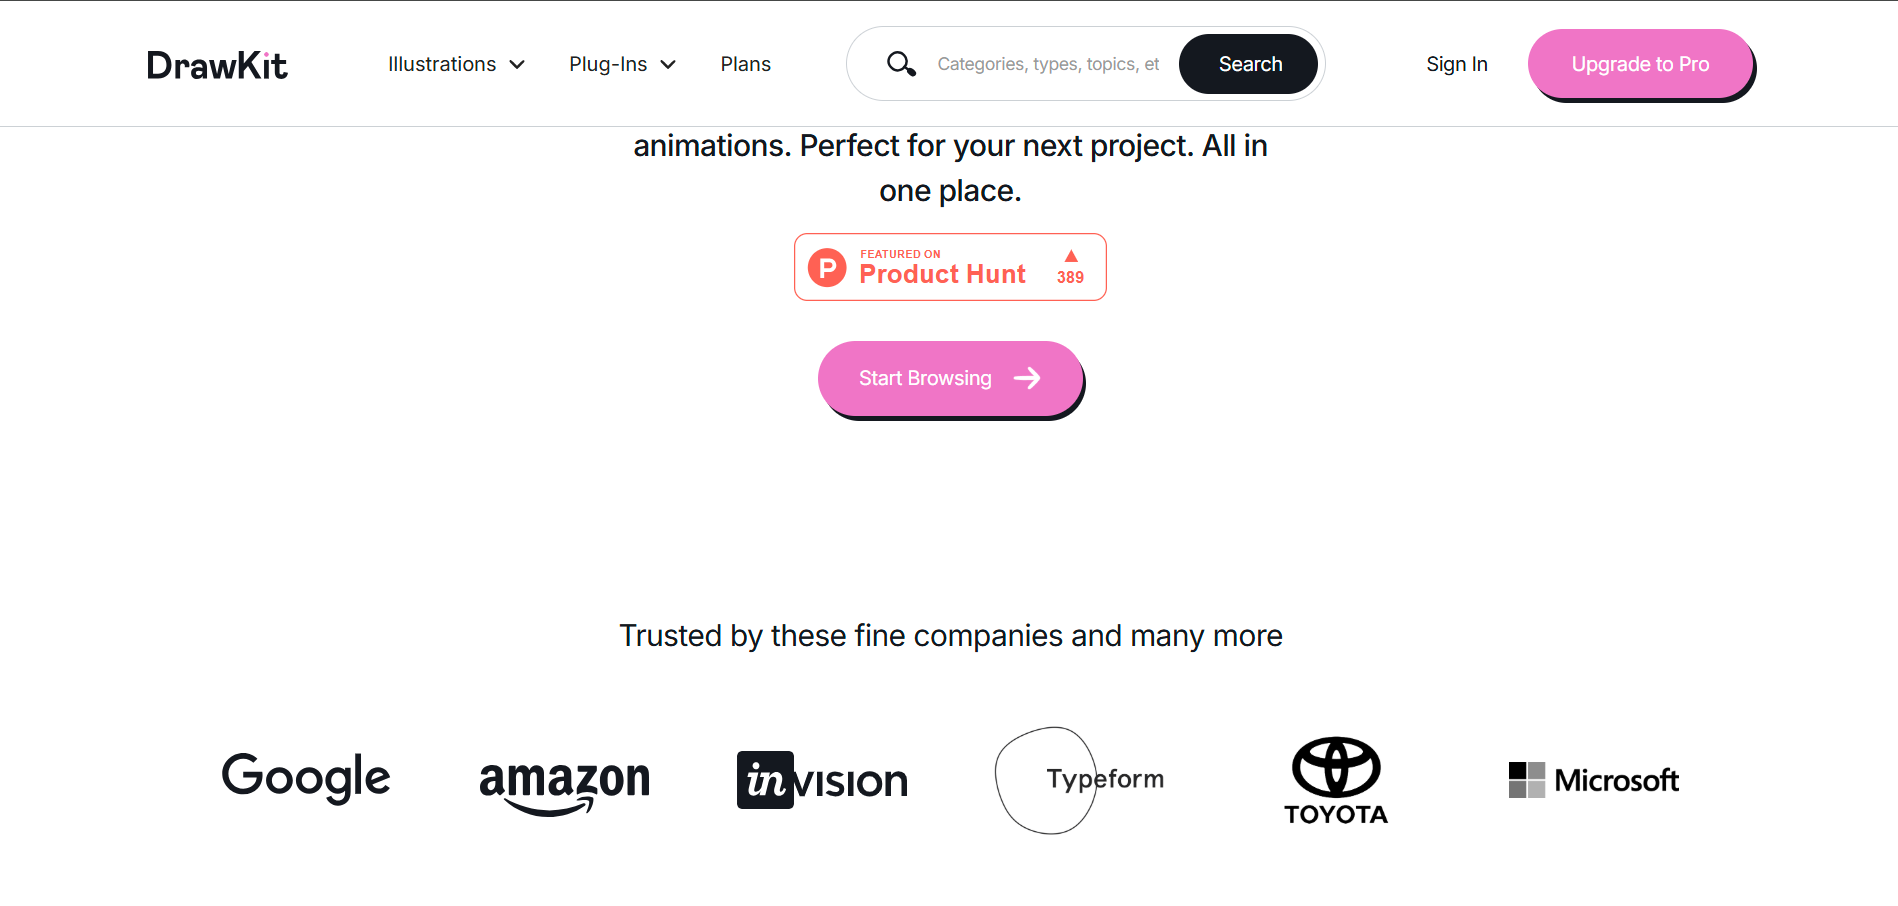 DrawKit
Illustrations
Plug-Ins
Plans
Categories, types, topics, et
Search
Sign In
Upgrade to Pro
animations. Perfect for your next project. All in
one place.
P
FEATURED ON
Product Hunt
389
Start Browsing
Trusted by these fine companies and many more
Google
amazon
invision
Typeform
TOYOTA
Microsoft